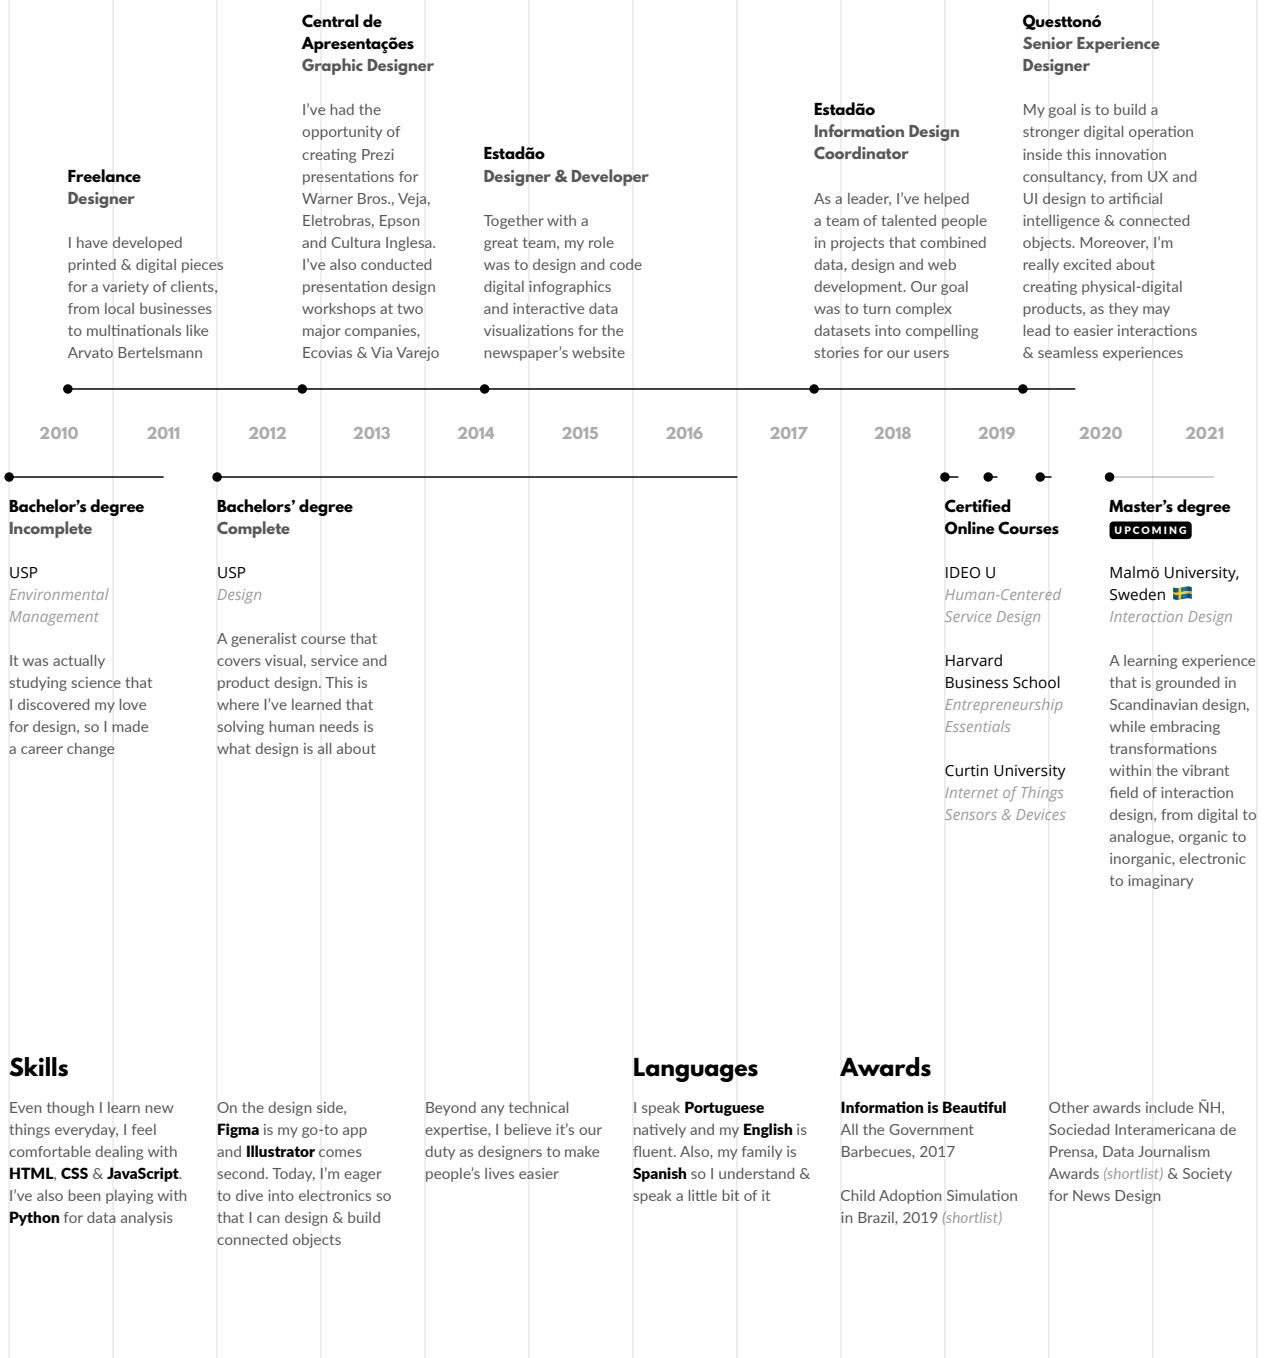 Freelance
Designer
I have developed
printed & digital pieces
for a variety of clients,
from local businesses
to multinationals like
Arvato Bertelsmann
Central de
Apresentações
Graphic Designer
I've had the
opportunity of
creating Prezi
presentations for
Warner Bros., Veja,
Eletrobras, Epson
and Cultura Inglesa.
I've also conducted
presentation design
workshops at two
major companies,
Ecovias & Via Varejo
Estadão
Designer & Developer
Together with a
great team, my role
was to design and code
digital infographics
and interactive data
visualizations for the
newspaper's website
Estadão
Information Design
Coordinator
As a leader, I've helped
a team of talented people
in projects that combined
data, design and web
development. Our goal
was to turn complex
datasets into compelling
stories for our users
Questtonó
Senior Experience
Designer
My goal is to build a
stronger digital operation
inside this innovation
consultancy, from UX and
UI design to artificial
intelligence & connected
objects. Moreover, I'm
really excited about
creating physical-digital
products, as they may
lead to easier interactions
& seamless experiences
2010 2011 2012 2013 2014 2015 2016 2017 2018 2019 2020 2021
Bachelor's degree
Incomplete
USP
Environmental
Management
It was actually
studying science that
I discovered my love
for design, so I made
a career change
Bachelors' degree
Complete
USP
Design
A generalist course that
covers visual, service and
product design. This is
where I've learned that
solving human needs is
what design is all about
Certified
Online Courses
IDEO U
Human-Centered
Service Design
Harvard
Business School
Entrepreneurship
Essentials
Curtin University
Internet of Things
Sensors & Devices
Master's degree
UPCOMING
Malmö University,
Sweden 🇸🇪
Interaction Design
A learning experience
that is grounded in
Scandinavian design,
while embracing
transformations
within the vibrant
field of interaction
design, from digital to
analogue, organic to
inorganic, electronic
to imaginary
Skills
Even though I learn new
things everyday, I feel
comfortable dealing with
HTML, CSS & JavaScript.
I've also been playing with
Python for data analysis
On the design side,
Figma is my go-to app
and Illustrator comes
second. Today, I'm eager
to dive into electronics so
that I can design & build
connected objects
Beyond any technical
expertise, I believe it's our
duty as designers to make
people's lives easier
Languages
I speak Portuguese
natively and my English is
fluent. Also, my family is
Spanish so I understand &
speak a little bit of it
Awards
Information is Beautiful
All the Government
Barbecues, 2017
Child Adoption Simulation
in Brazil, 2019 (shortlist)
Other awards include ÑH,
Sociedad Interamericana de
Prensa, Data Journalism
Awards (shortlist) & Society
for News Design